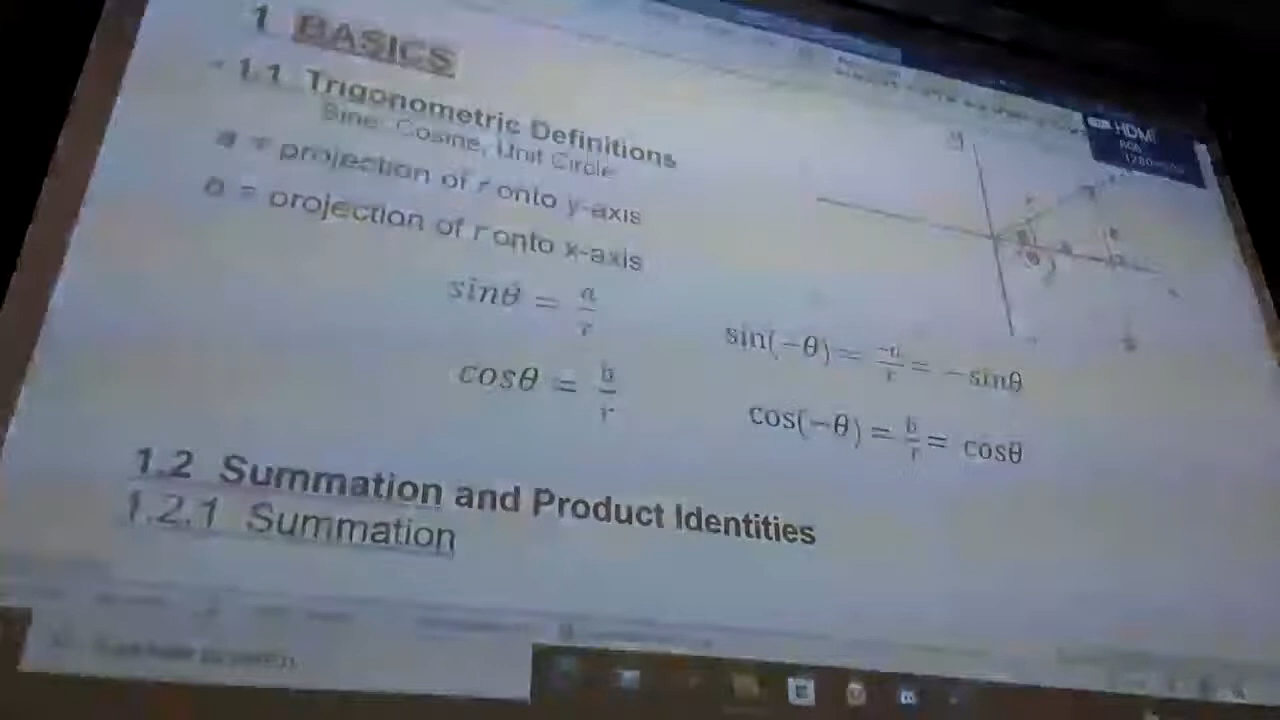 1 BASICS
1.1 Trigonometric Definitions
Sine, Cosine, Unit Circle
a = projection of r onto y-axis
b = projection of r onto x-axis
sinθ = a/r
sin(−θ) = −a/r = −sinθ
cosθ = b/r
cos(−θ) = b/r = cosθ
1.2 Summation and Product Identities
1.2.1 Summation
HDMI